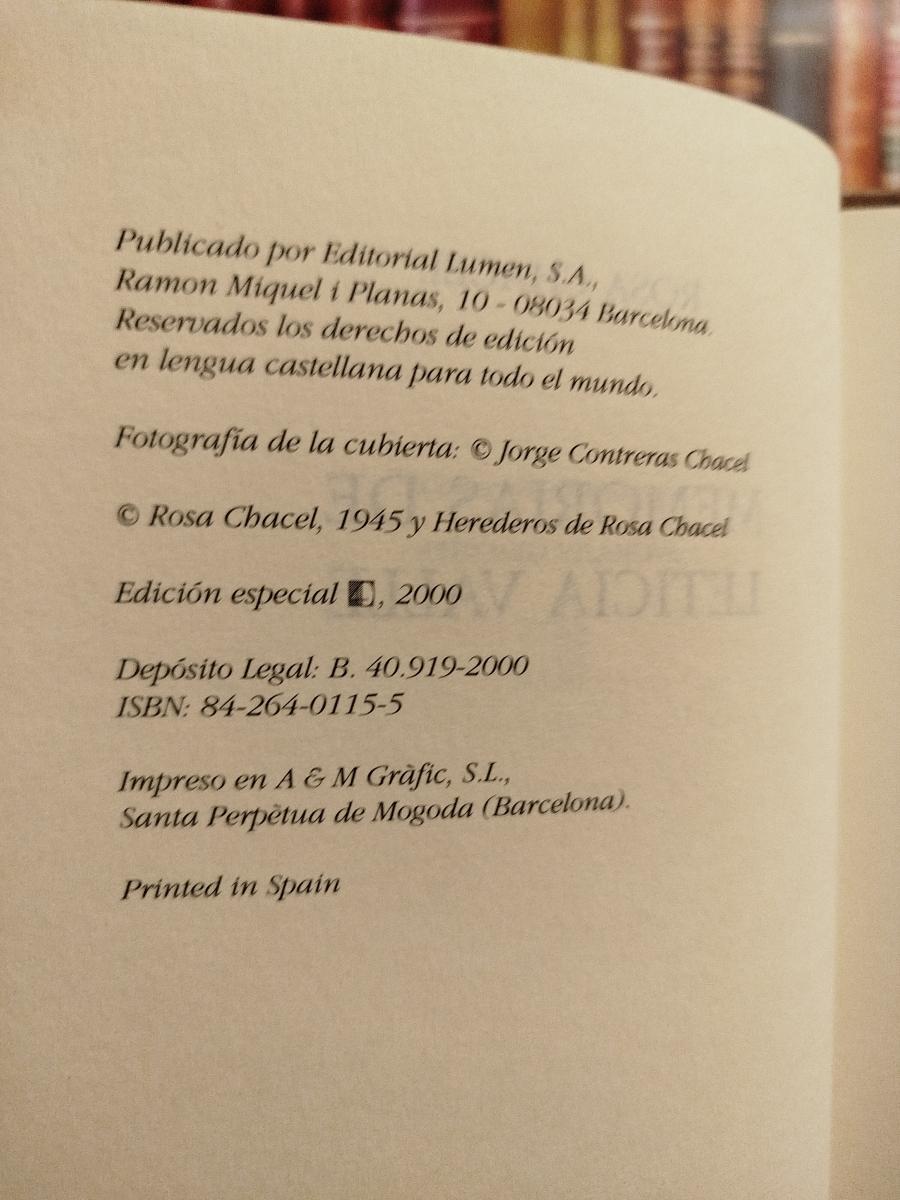 Publicado por Editorial Lumen, S.A.,
Ramon Miquel i Planas, 10 - 08034 Barcelona.
Reservados los derechos de edición
en lengua castellana para todo el mundo.
Fotografía de la cubierta: © Jorge Contreras Chacel
© Rosa Chacel, 1945 y Herederos de Rosa Chacel
Edición especial , 2000
Depósito Legal: B. 40.919-2000
ISBN: 84-264-0115-5
Impreso en A & M Gràfic, S.L.,
Santa Perpètua de Mogoda (Barcelona).
Printed in Spain